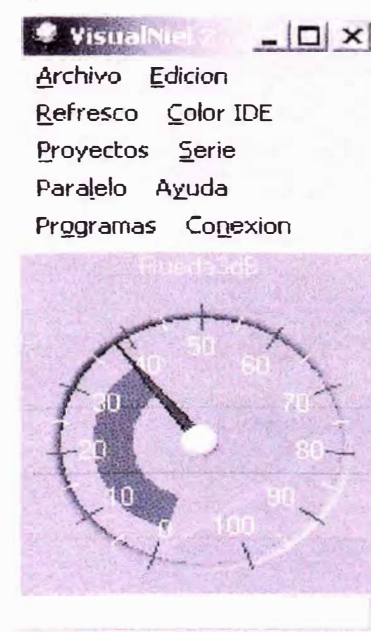 VisualNiel
Archivo Edicion
Refresco Color IDE
Proyectos Serie
Paralelo Ayuda
Programas Conexion
50
40 60
30 70
20 80
10 90
0 100